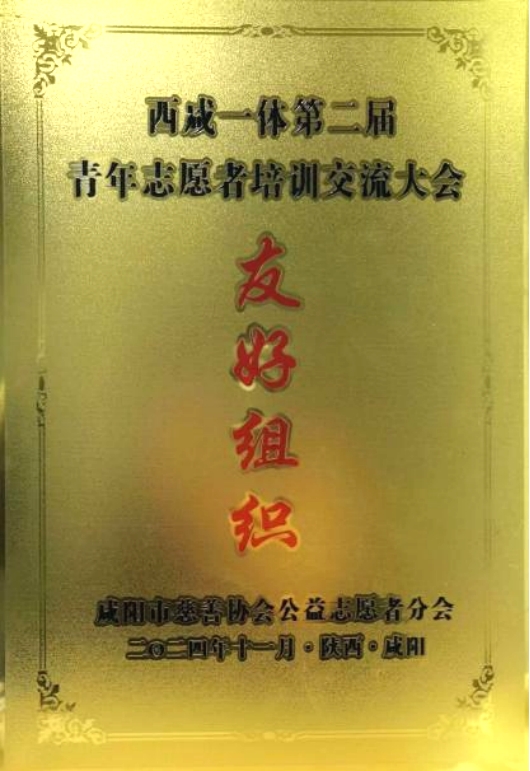 西咸一体第二届
青年志愿者培训交流大会
友好组织
咸阳市慈善协会公益志愿者分会
二〇二四年十一月·陕西·咸阳